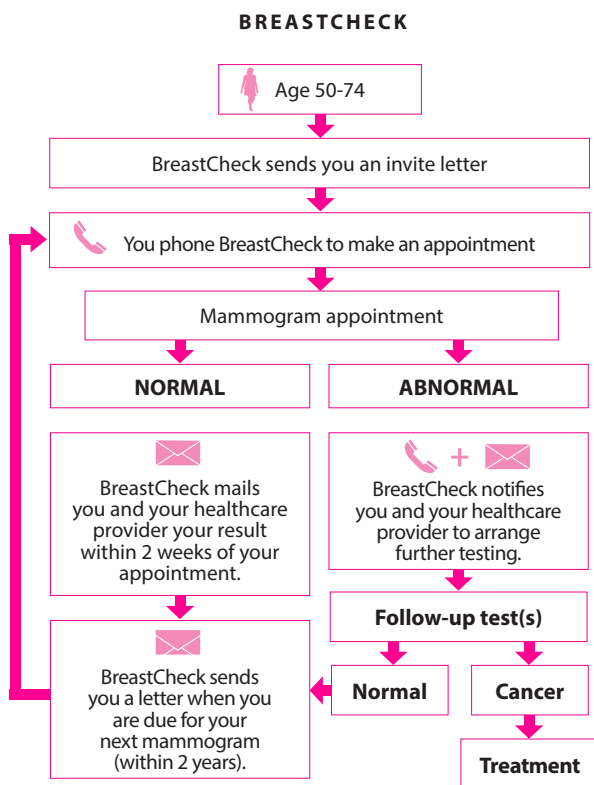 BREASTCHECK
Age 50-74
BreastCheck sends you an invite letter
You phone BreastCheck to make an appointment
Mammogram appointment
NORMAL
ABNORMAL
BreastCheck mails
you and your healthcare
provider your result
within 2 weeks of your
appointment.
+
BreastCheck notifies
you and your healthcare
provider to arrange
further testing.
Follow-up test(s)
Normal
Cancer
BreastCheck sends
you a letter when you
are due for your
next mammogram
(within 2 years).
Treatment